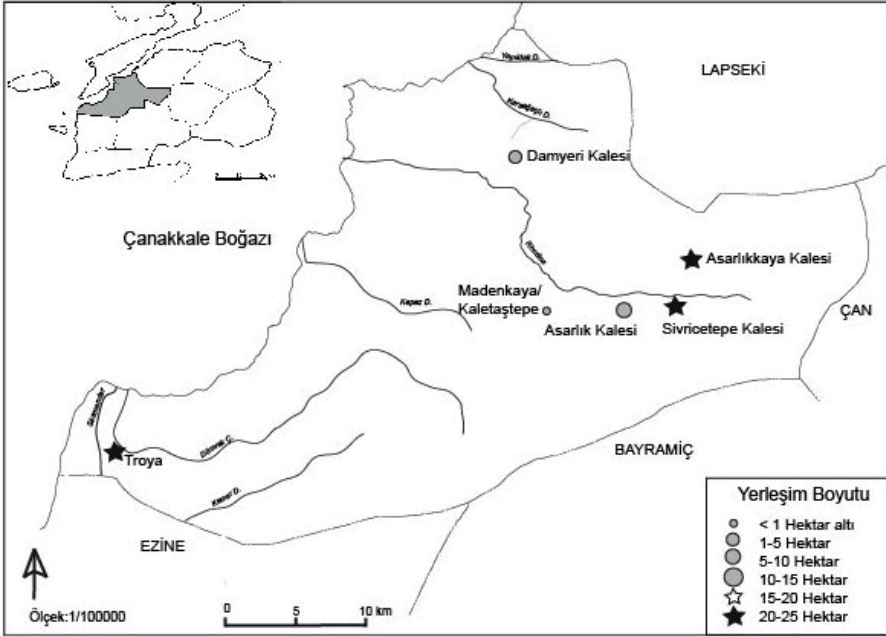 LAPSEKİ
Damyeri Kalesi
Çanakkale Boğazı
Asarlıkkaya Kalesi
Madenkaya/
Kaletaştepe
Asarlık Kalesi
Sivricetepe Kalesi
ÇAN
Kepez D.
Troya
BAYRAMİÇ
EZİNE
Yerleşim Boyutu
< 1 Hektar altı
1-5 Hektar
5-10 Hektar
10-15 Hektar
15-20 Hektar
20-25 Hektar
Ölçek:1/100000
0 5 10 km